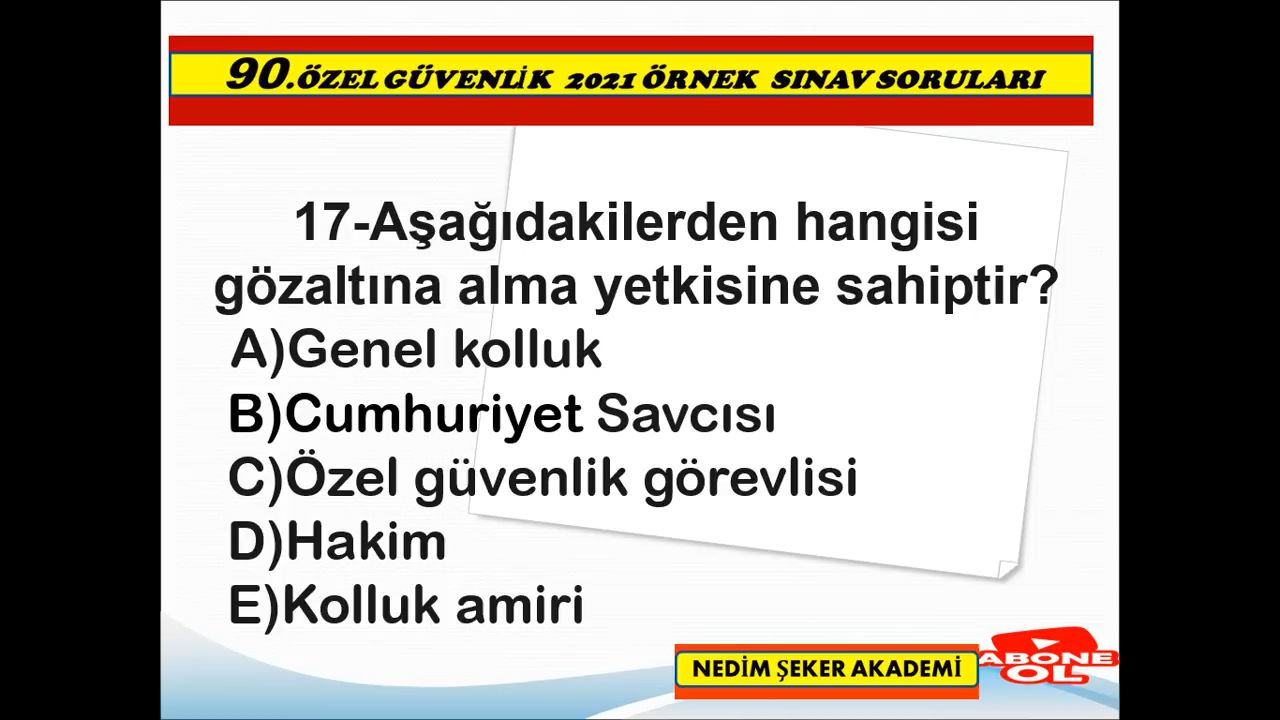 90.ÖZEL GÜVENLİK 2021 ÖRNEK SINAV SORULARI
17-Aşağıdakilerden hangisi
gözaltına alma yetkisine sahiptir?
A)Genel kolluk
B)Cumhuriyet Savcısı
C)Özel güvenlik görevlisi
D)Hakim
E)Kolluk amiri
NEDİM ŞEKER AKADEMİ
ABONE
OL